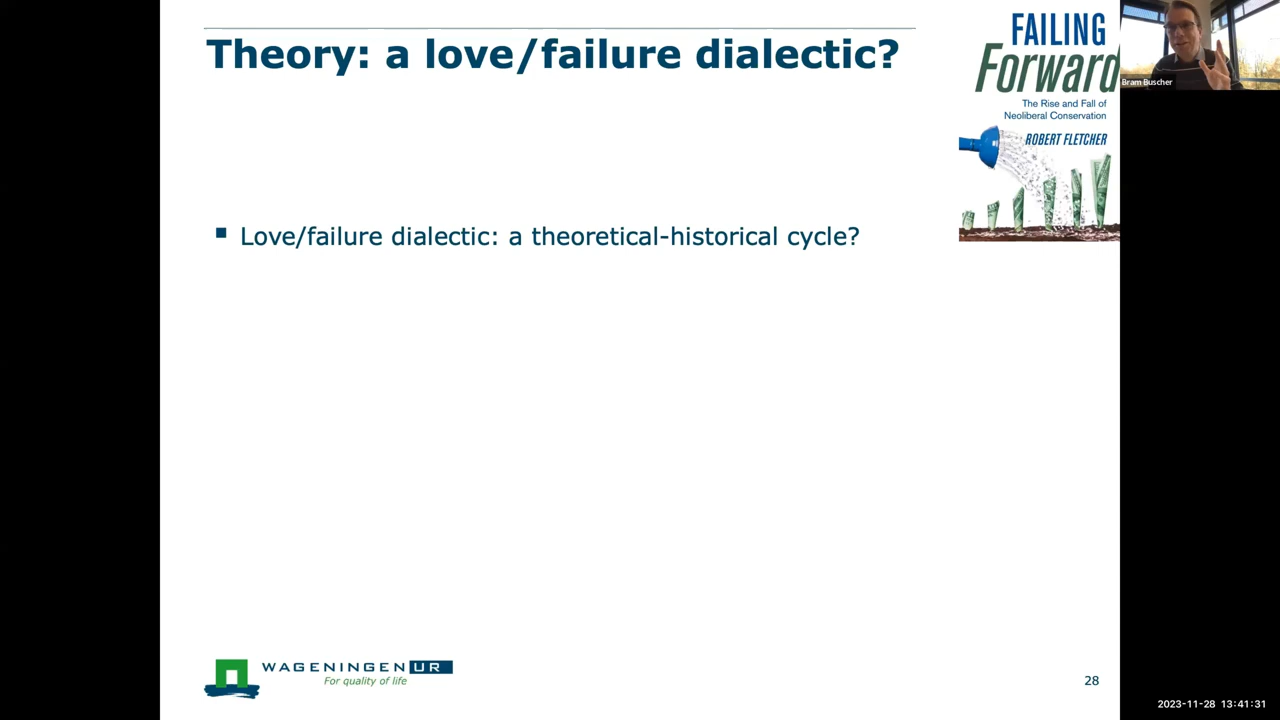 Theory: a love/failure dialectic?
FAILING
Forward
The Rise and Fall of
Neoliberal Conservation
ROBERT FLETCHER
Bram Buscher
▪ Love/failure dialectic: a theoretical-historical cycle?
WAGENINGEN UR
For quality of life
28
2023-11-28 13:41:31